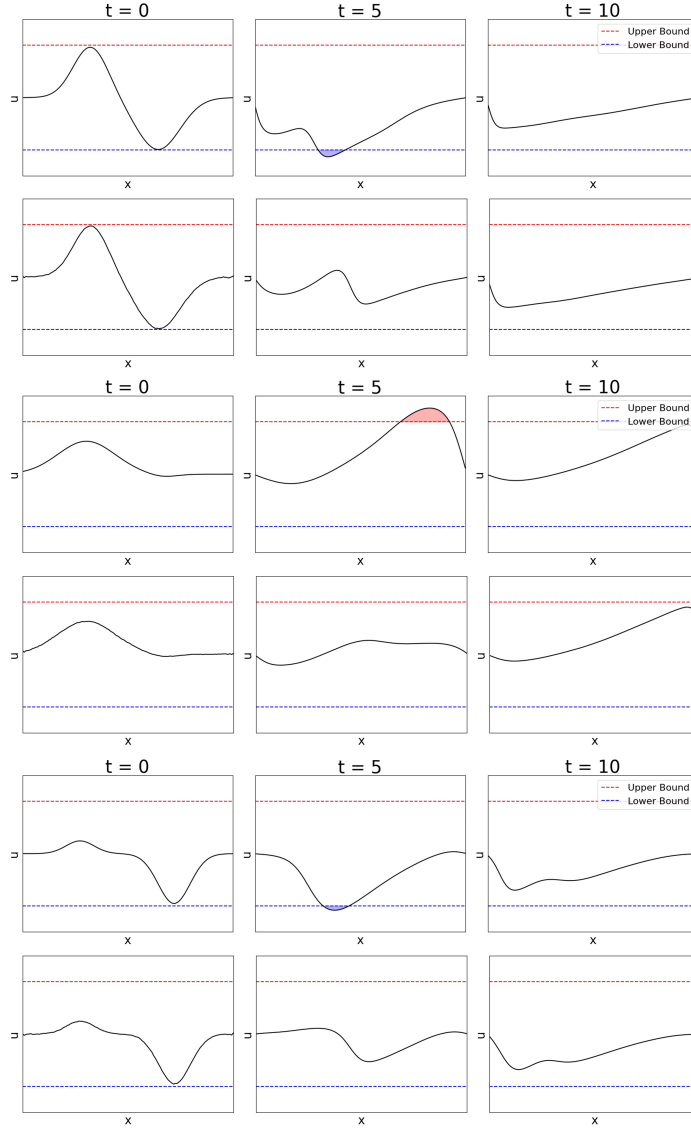 t = 0
t = 5
t = 10
u
u
u
Upper Bound
Lower Bound
x
x
x
u
u
u
x
x
x
t = 0
t = 5
t = 10
u
u
u
Upper Bound
Lower Bound
x
x
x
u
u
u
x
x
x
t = 0
t = 5
t = 10
u
u
u
Upper Bound
Lower Bound
x
x
x
u
u
u
x
x
x